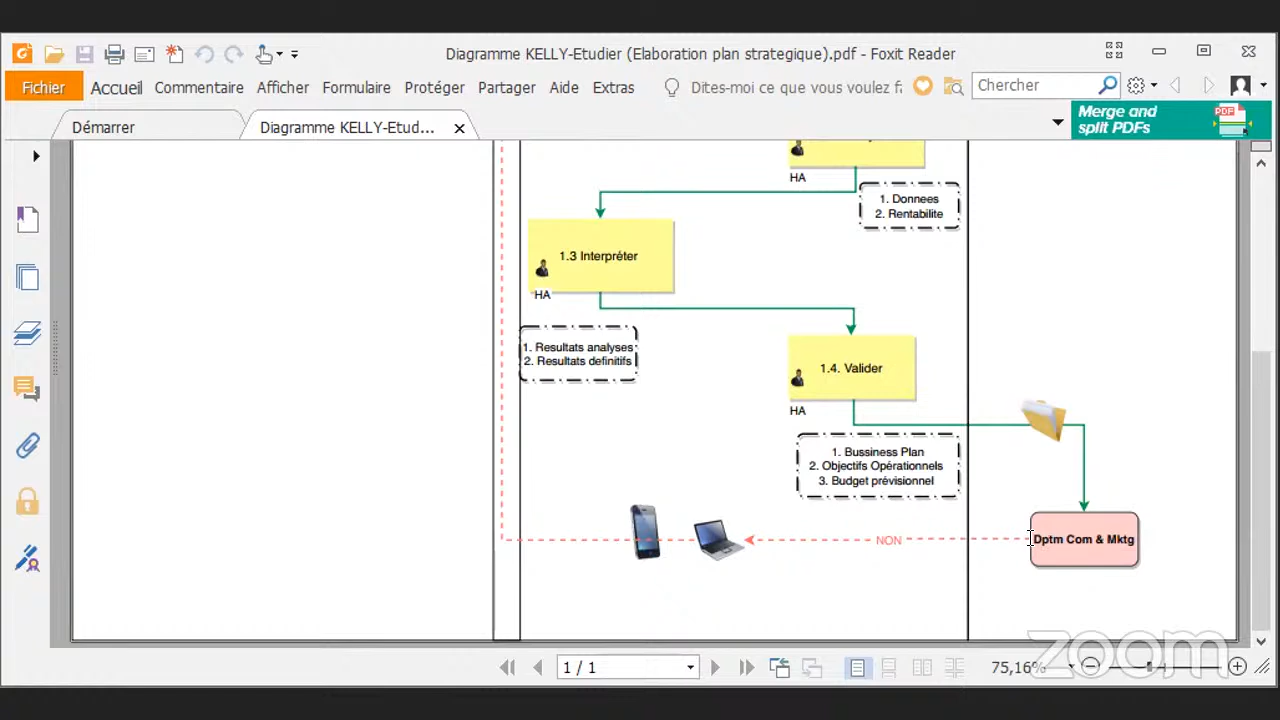 Diagramme KELLY-Etudier (Elaboration plan strategique).pdf - Foxit Reader
Fichier Accueil Commentaire Afficher Formulaire Protéger Partager Aide Extras Dites-moi ce que vous voulez fa Chercher
Démarrer
Diagramme KELLY-Etud...
Merge and
split PDFs
PDF
HA
1. Donnees
2. Rentabilite
1.3 Interpréter
HA
1. Resultats analyses
2. Resultats definitifs
1.4. Valider
HA
1. Bussiness Plan
2. Objectifs Opérationnels
3. Budget prévisionnel
NON
Dptm Com & Mktg
zoom
1 / 1
75,16%